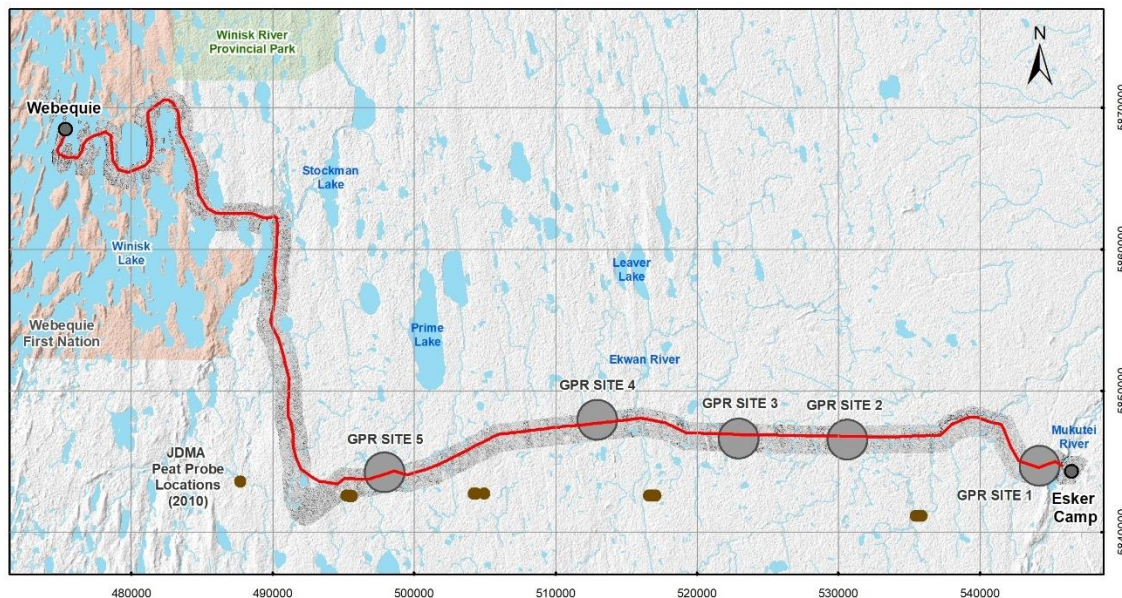 Winisk River
Provincial Park
N
Webequie
Stockman
Lake
Winisk
Lake
Leaver
Lake
Webequie
First Nation
Prime
Lake
Ekwan River
GPR SITE 4
GPR SITE 3
GPR SITE 2
GPR SITE 5
Mukutei
River
JDMA
Peat Probe
Locations
(2010)
GPR SITE 1
Esker
Camp
5870000
5860000
5850000
5840000
480000
490000
500000
510000
520000
530000
540000